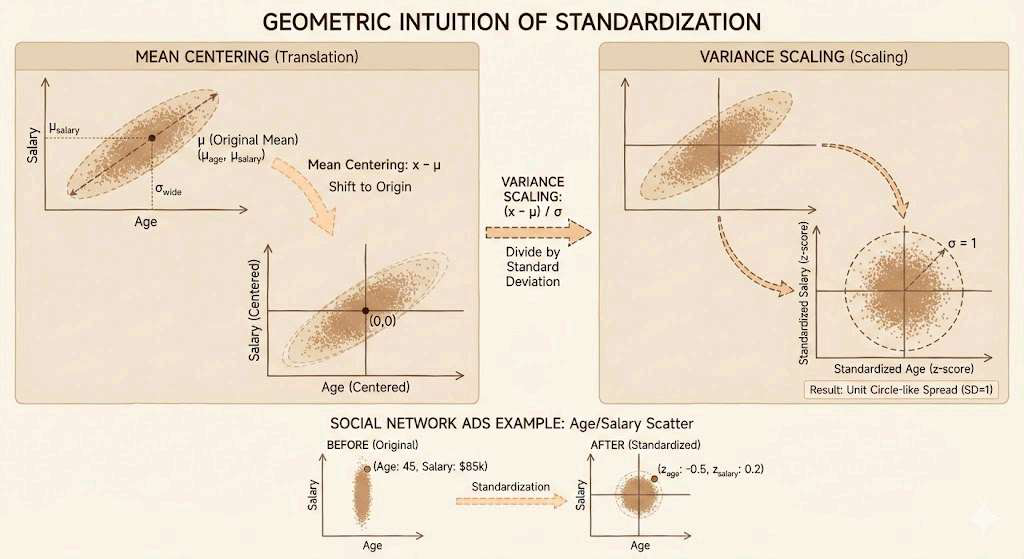 GEOMETRIC INTUITION OF STANDARDIZATION
MEAN CENTERING (Translation)
Salary
μsalary
μ (Original Mean)
(μage, μsalary)
σwide
Age
Mean Centering: x − μ
Shift to Origin
Salary (Centered)
(0,0)
Age (Centered)
VARIANCE
SCALING:
(x − μ) / σ
Divide by
Standard
Deviation
VARIANCE SCALING (Scaling)
Standardized Salary (z-score)
σ = 1
Standardized Age (z-score)
Result: Unit Circle-like Spread (SD=1)
SOCIAL NETWORK ADS EXAMPLE: Age/Salary Scatter
BEFORE (Original)
Salary
(Age: 45, Salary: $85k)
Age
Standardization
AFTER (Standardized)
Salary
(zage: -0.5, zsalary: 0.2)
Age